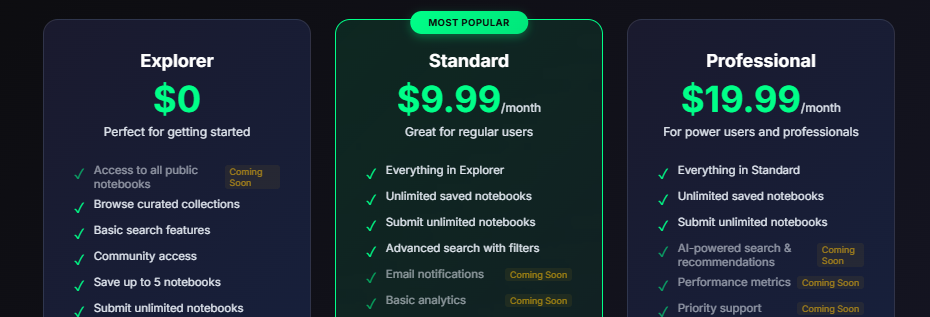 MOST POPULAR
Explorer
$0
Perfect for getting started
Access to all public
notebooks
Coming
Soon
Browse curated collections
Basic search features
Community access
Save up to 5 notebooks
Submit unlimited notebooks
Standard
$9.99/month
Great for regular users
Everything in Explorer
Unlimited saved notebooks
Submit unlimited notebooks
Advanced search with filters
Email notifications Coming Soon
Basic analytics Coming Soon
Professional
$19.99/month
For power users and professionals
Everything in Standard
Unlimited saved notebooks
Submit unlimited notebooks
AI-powered search &
recommendations
Coming
Soon
Performance metrics Coming Soon
Priority support Coming Soon